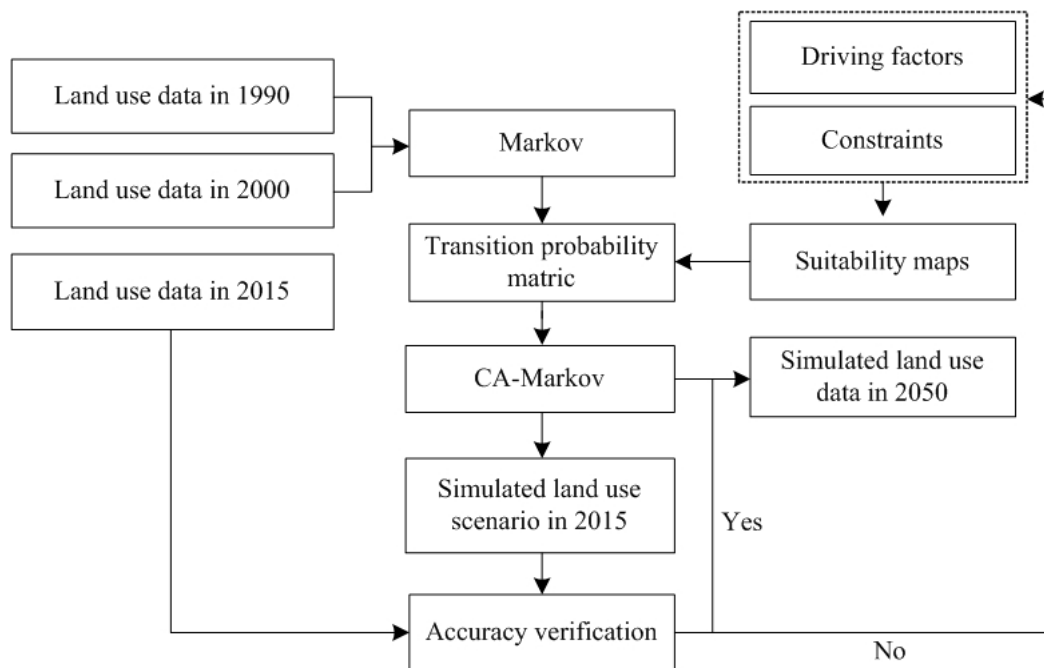 Land use data in 1990
Land use data in 2000
Land use data in 2015
Markov
Transition probability
matric
CA-Markov
Simulated land use
scenario in 2015
Accuracy verification
Driving factors
Constraints
Suitability maps
Simulated land use
data in 2050
Yes
No